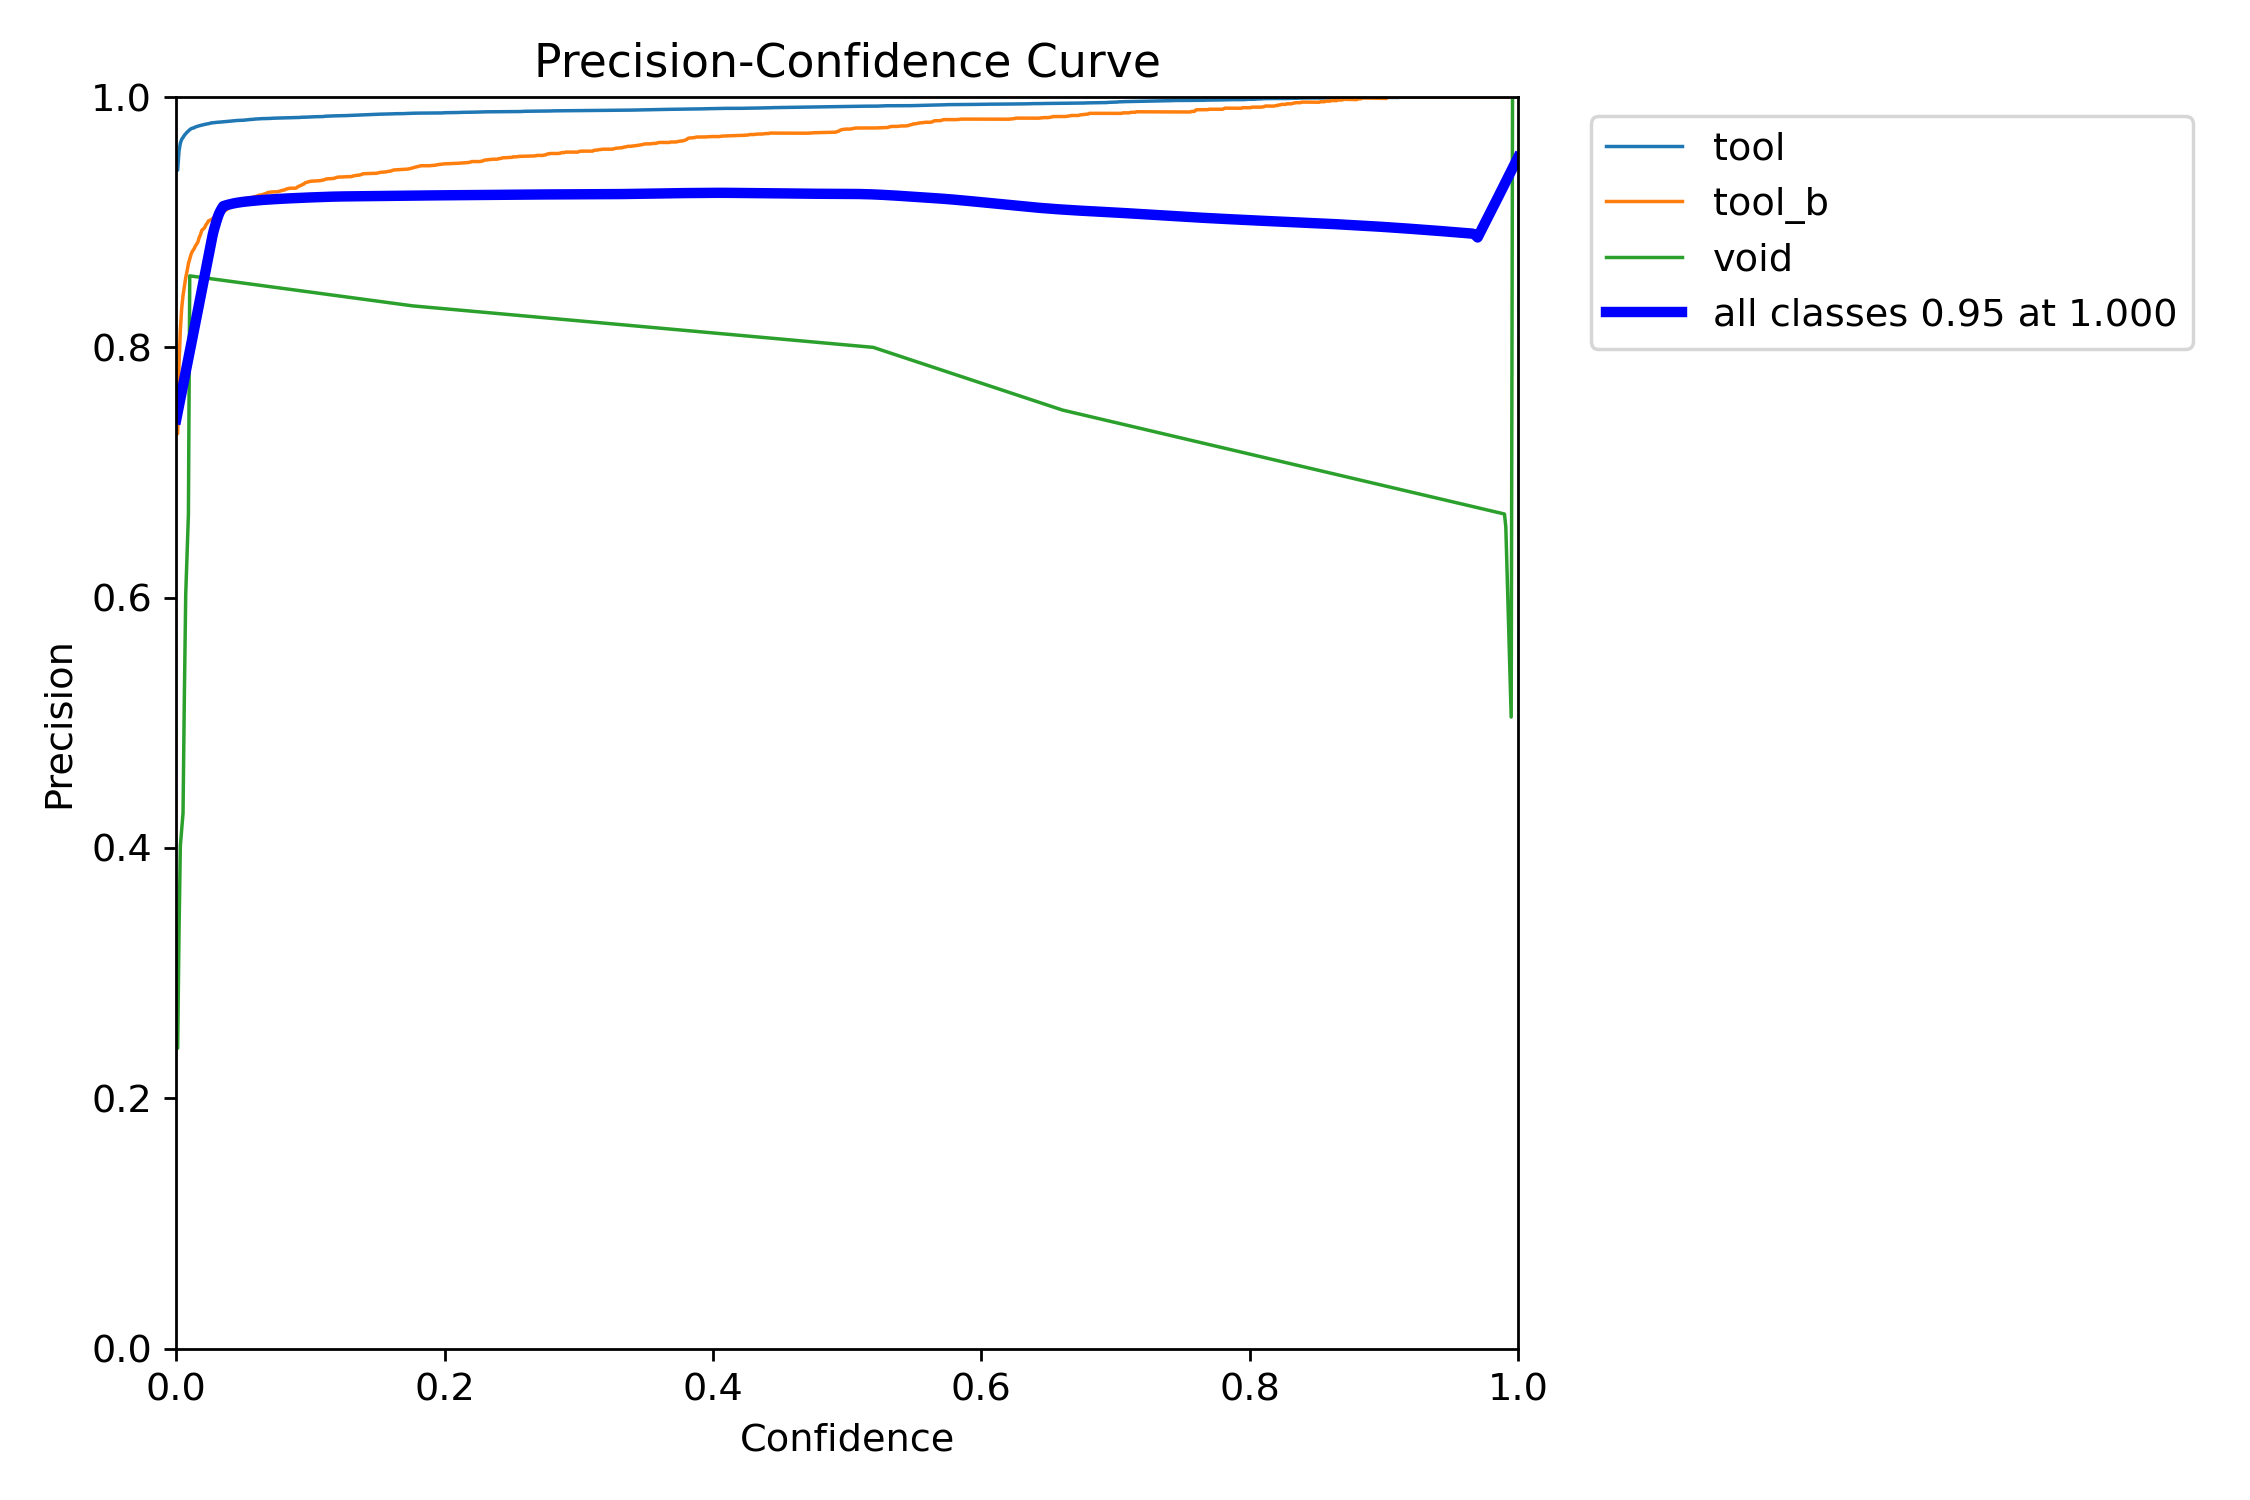 Precision-Confidence Curve
1.0
0.8
0.6
0.4
0.2
0.0
Precision
0.0 0.2 0.4 0.6 0.8 1.0
Confidence
tool
tool_b
void
all classes 0.95 at 1.000